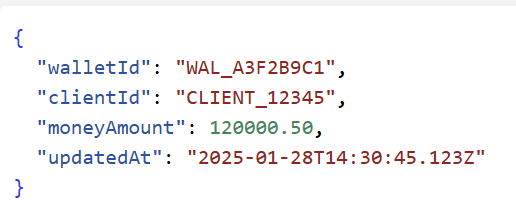 {
"walletId": "WAL_A3F2B9C1",
"clientId": "CLIENT_12345",
"moneyAmount": 120000.50,
"updatedAt": "2025-01-28T14:30:45.123Z"
}